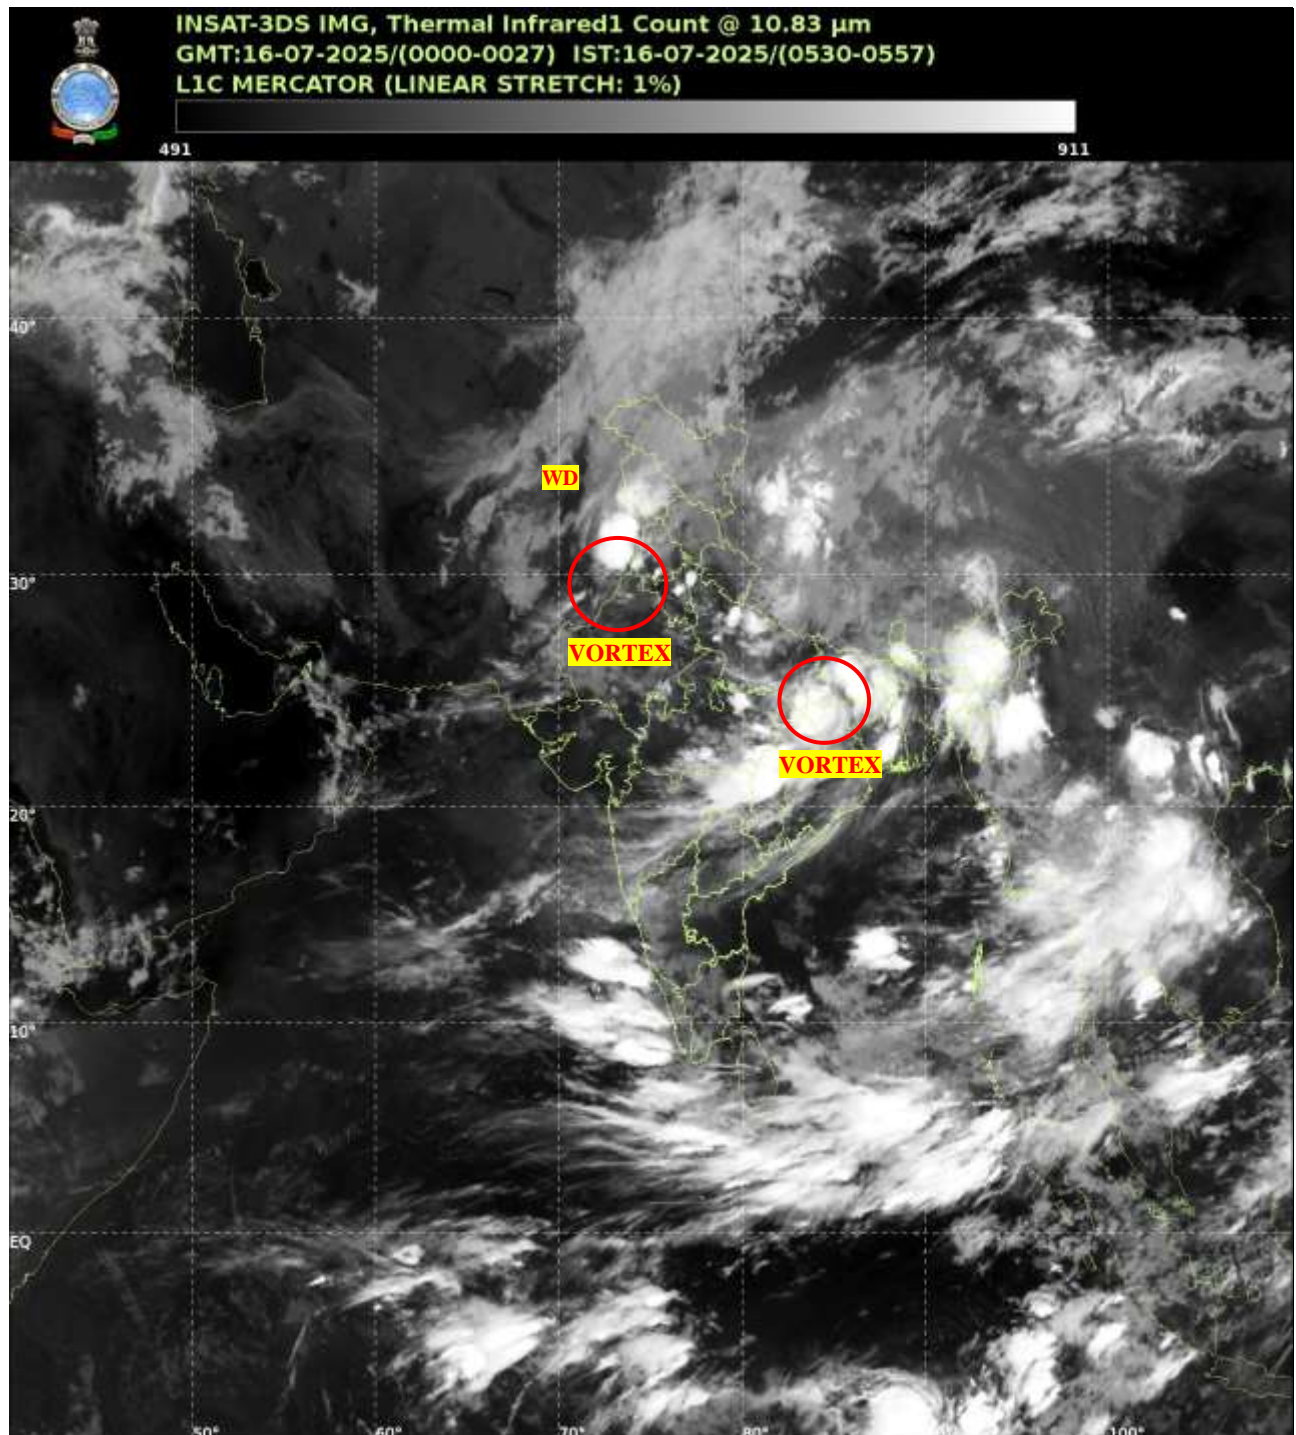 INSAT-3DS IMG, Thermal Infrared1 Count @ 10.83 µm
GMT:16-07-2025/(0000-0027) IST:16-07-2025/(0530-0557)
L1C MERCATOR (LINEAR STRETCH: 1%)
491 911
40°
WD
30°
VORTEX
VORTEX
20°
10°
EQ
50° 60° 70° 80° 100°